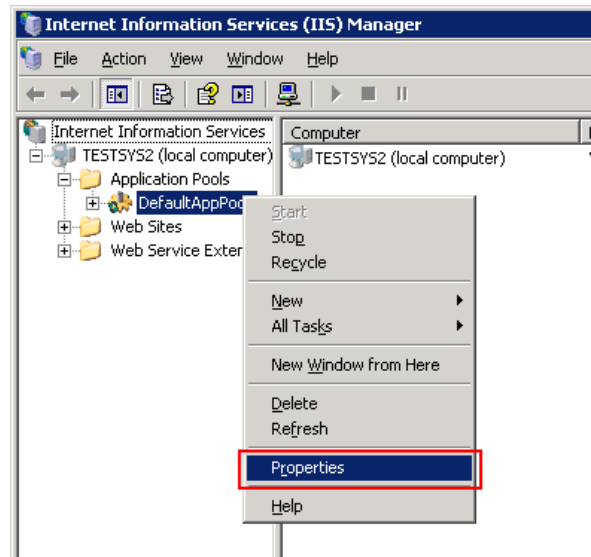 Internet Information Services (IIS) Manager
File Action View Window Help
Internet Information Services
Computer
TESTSYS2 (local computer)
TESTSYS2 (local computer)
Application Pools
DefaultAppPoo
Web Sites
Web Service Exter
Start
Stop
Recycle
New
All Tasks
New Window from Here
Delete
Refresh
Properties
Help